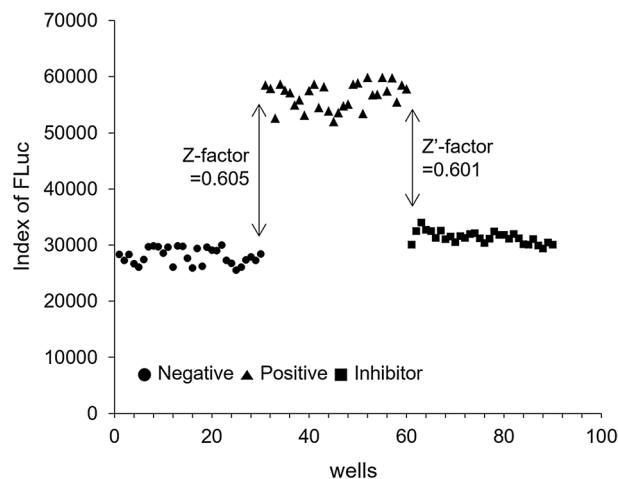 70000
60000
50000
40000
30000
20000
10000
0
Index of FLuc
Z-factor
=0.605
Z’-factor
=0.601
Negative Positive Inhibitor
0 20 40 60 80 100
wells